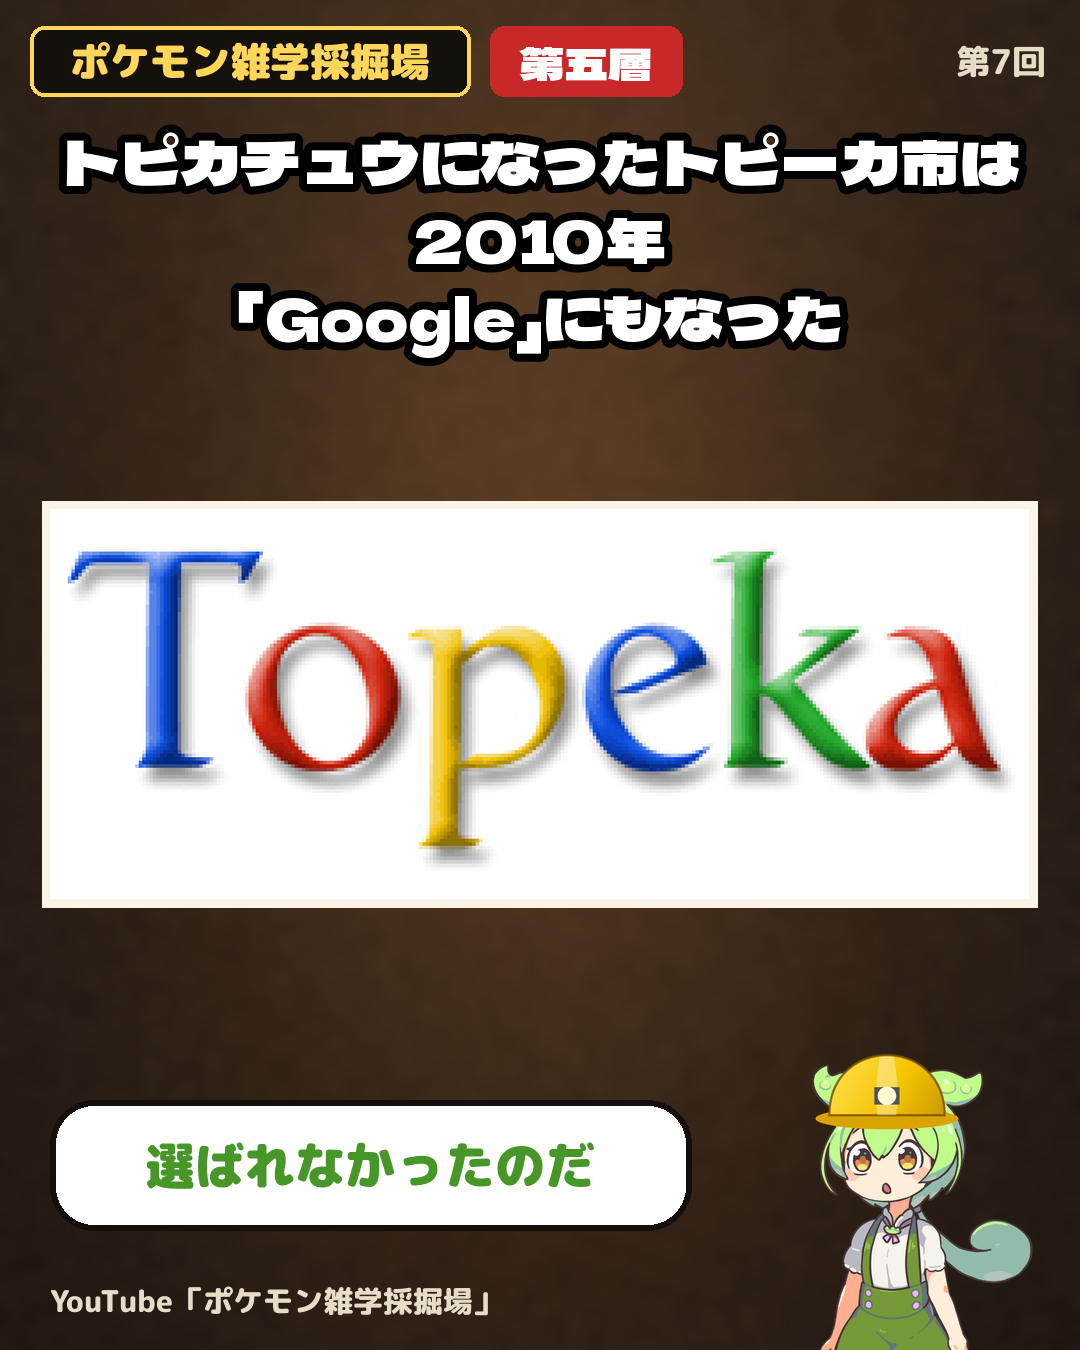 ポケモン雑学採掘場
第五層
第7回
トピカチュウになったトピーカ市は
2010年
「Google」にもなった
Topeka
選ばれなかったのだ
YouTube「ポケモン雑学採掘場」